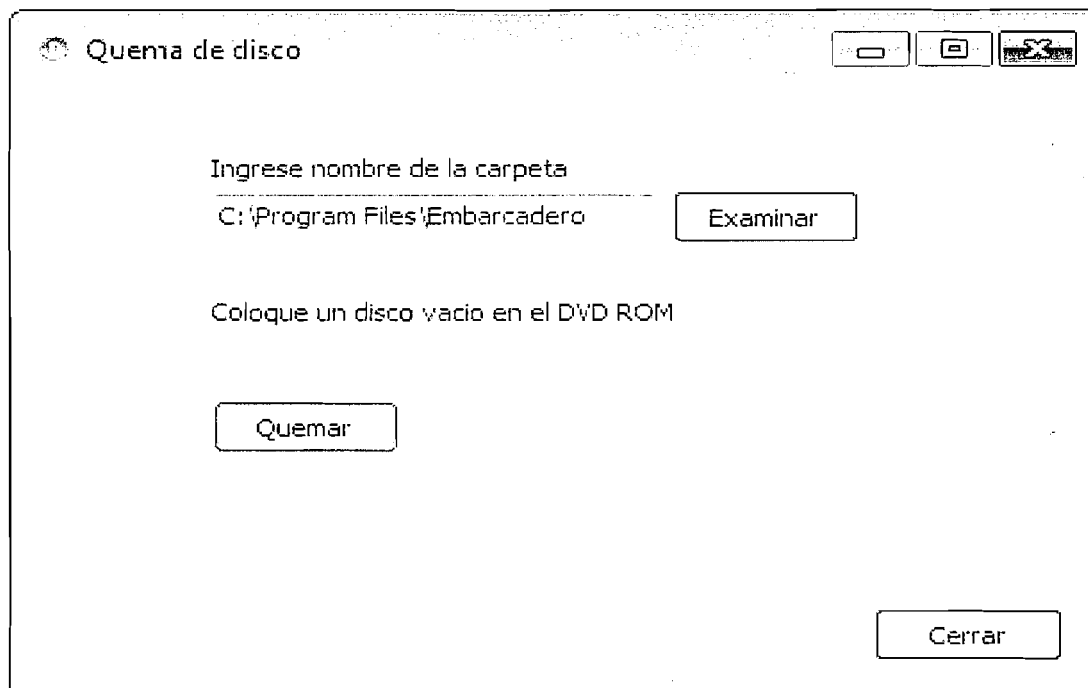 Quema de disco
Ingrese nombre de la carpeta
C:\Program Files\Embarcadero
Examinar
Coloque un disco vacio en el DVD ROM
Quemar
Cerrar